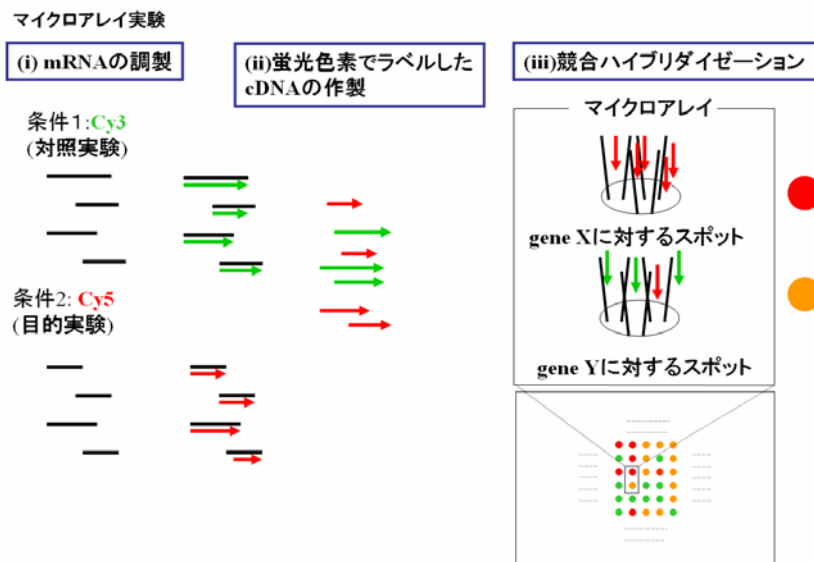 マイクロアレイ実験
(i) mRNAの調製
(ii)蛍光色素でラベルした
cDNAの作製
(iii)競合ハイブリダイゼーション
条件1:Cy3
(対照実験)
条件2: Cy5
(目的実験)
マイクロアレイ
gene Xに対するスポット
gene Yに対するスポット